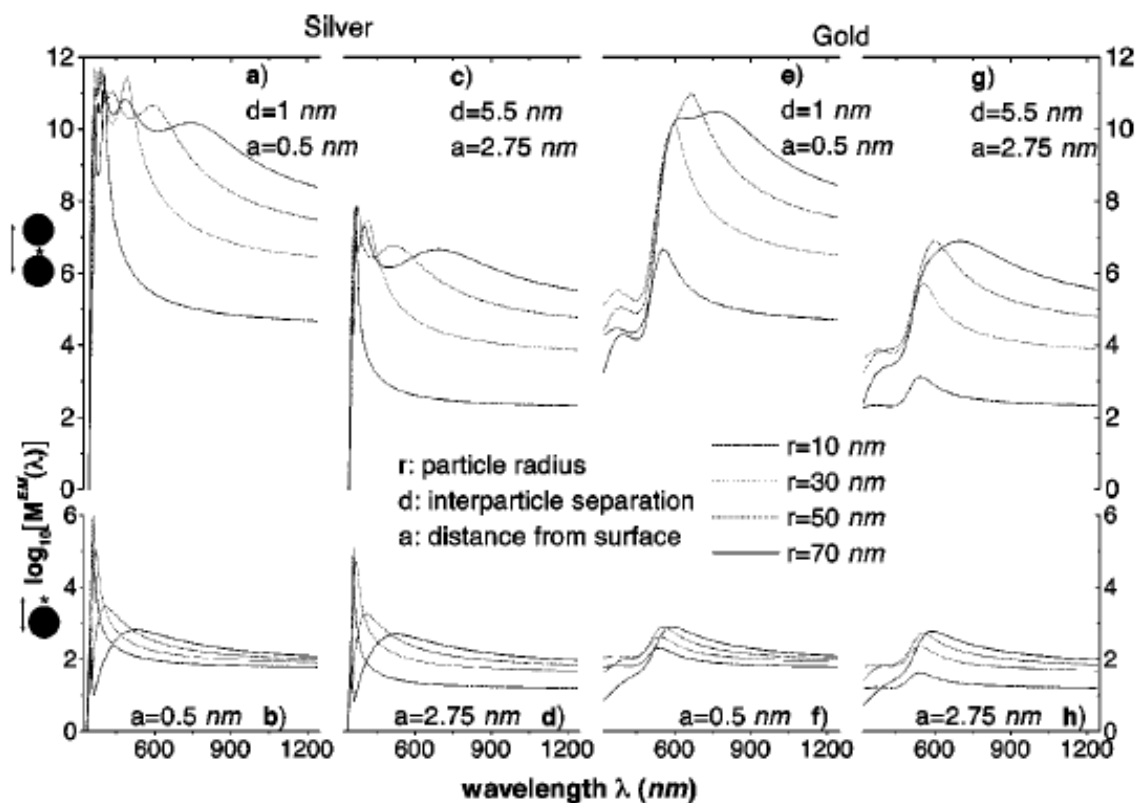 Silver
Gold
12
a)
c)
e)
g)
12
d=1 nm
d=5.5 nm
d=1 nm
d=5.5 nm
10
a=0.5 nm
a=2.75 nm
a=0.5 nm
a=2.75 nm
10
8
8
6
6
4
4
2
r: particle radius
r=10 nm
2
d: interparticle separation
r=30 nm
0
0
a: distance from surface
r=50 nm
6
r=70 nm
6
log₁₀[Mᴱᴹ(λ)]
4
4
2
2
0
a=0.5 nm b)
a=2.75 nm d)
a=0.5 nm f)
a=2.75 nm h)
0
600 900 1200
600 900 1200
600 900 1200
600 900 1200
wavelength λ (nm)